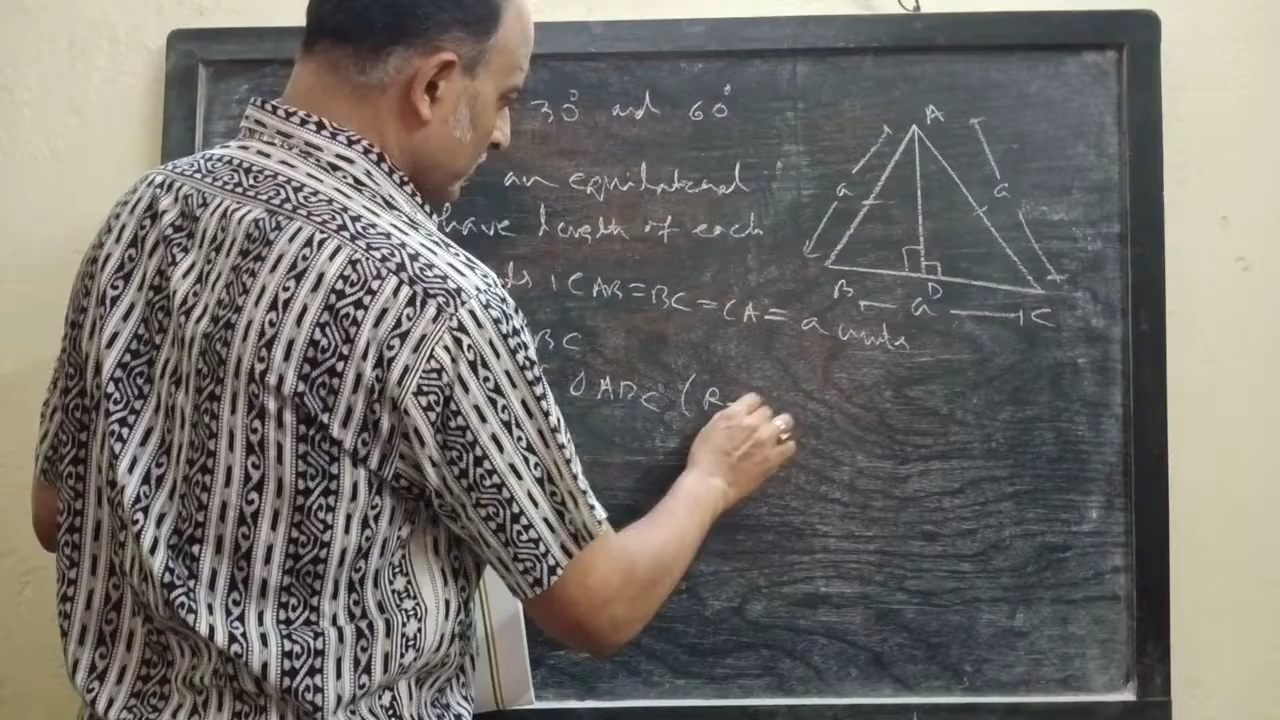 30° and 60°
an equilateral
have length of each
, CAB = BC = CA = a units
BC
Δ ADC (R
A
a
a
B
a
D
C